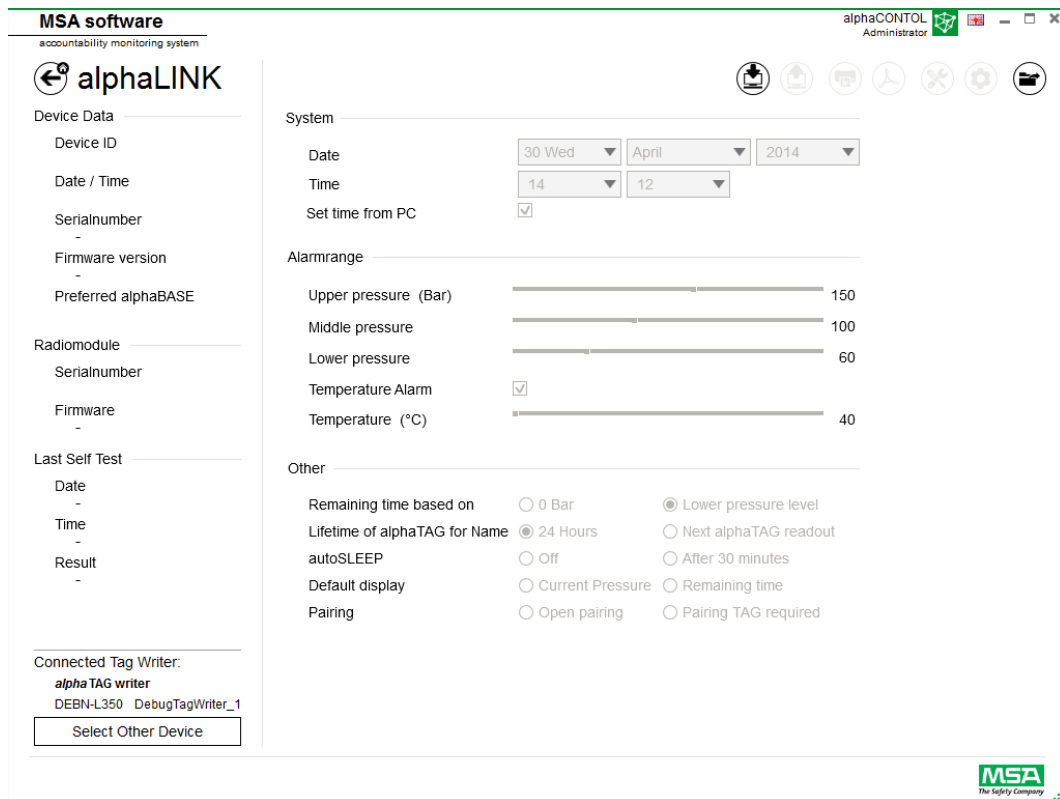 MSA software
accountability monitoring system
alphaCONTOL
Administrator
alphaLINK
Device Data
Device ID
Date / Time
Serialnumber
-
Firmware version
-
Preferred alphaBASE
Radiomodule
Serialnumber
Firmware
-
Last Self Test
Date
-
Time
-
Result
-
Connected Tag Writer:
alpha TAG writer
DEBN-L350 DebugTagWriter_1
Select Other Device
System
Date 30 Wed April 2014
Time 14 12
Set time from PC
Alarmrange
Upper pressure (Bar) 150
Middle pressure 100
Lower pressure 60
Temperature Alarm
Temperature (°C) 40
Other
Remaining time based on 0 Bar Lower pressure level
Lifetime of alphaTAG for Name 24 Hours Next alphaTAG readout
autoSLEEP Off After 30 minutes
Default display Current Pressure Remaining time
Pairing Open pairing Pairing TAG required
MSA
The Safety Company